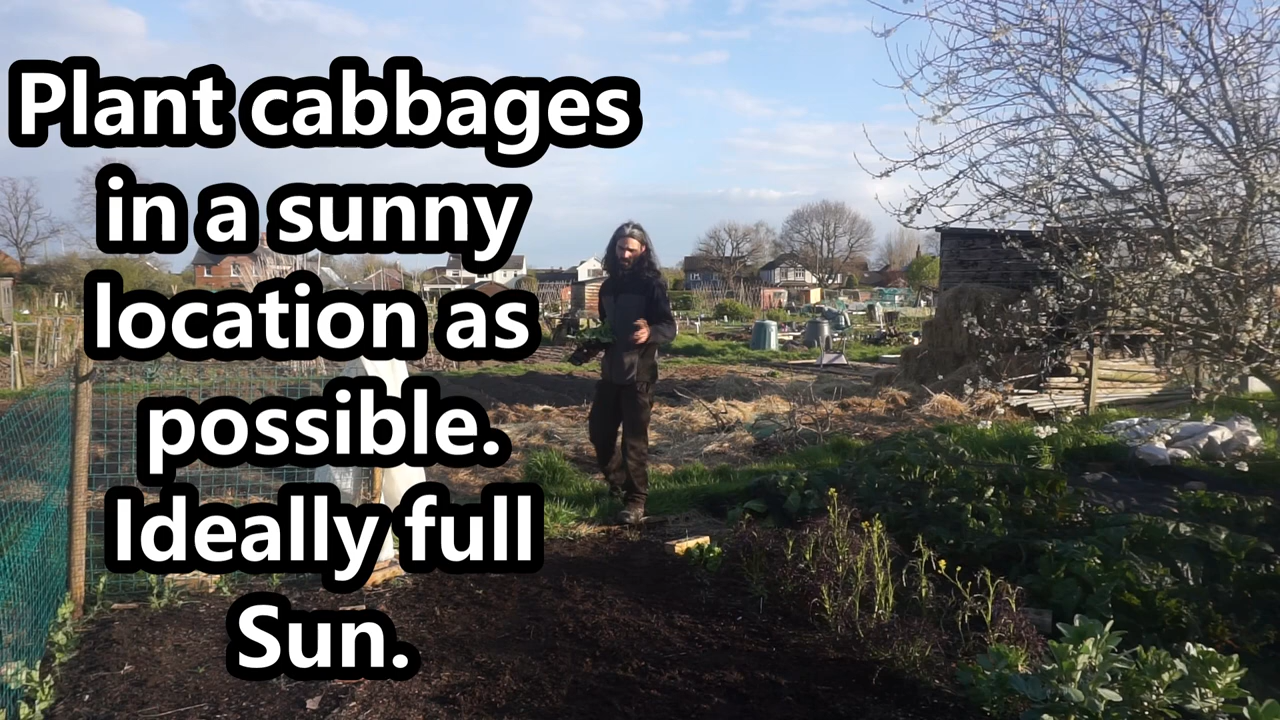 Plant cabbages
in a sunny
location as
possible.
Ideally full
Sun.